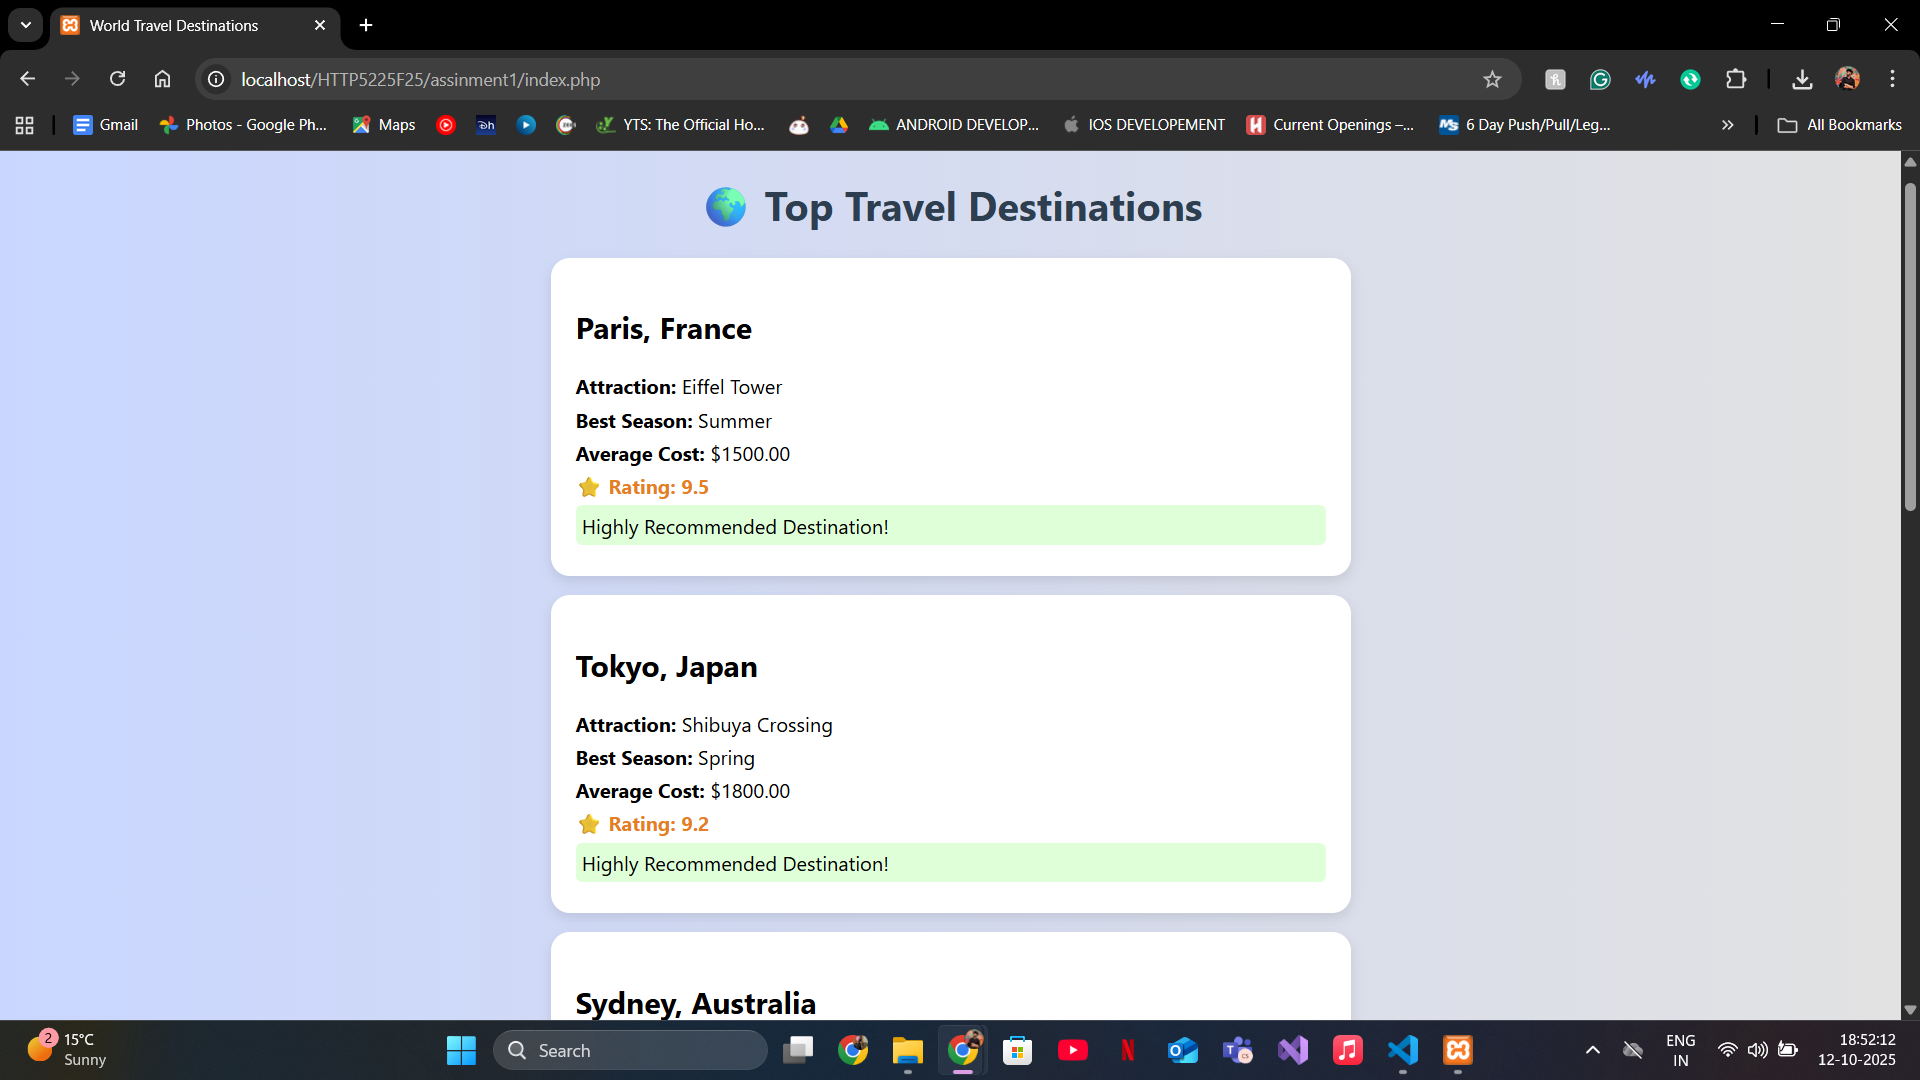 World Travel Destinations
localhost/HTTP5225F25/assinment1/index.php
Gmail
Photos - Google Ph...
Maps
YTS: The Official Ho...
ANDROID DEVELOP...
IOS DEVELOPEMENT
Current Openings –...
6 Day Push/Pull/Leg...
All Bookmarks
Top Travel Destinations
Paris, France
Attraction: Eiffel Tower
Best Season: Summer
Average Cost: $1500.00
Rating: 9.5
Highly Recommended Destination!
Tokyo, Japan
Attraction: Shibuya Crossing
Best Season: Spring
Average Cost: $1800.00
Rating: 9.2
Highly Recommended Destination!
Sydney, Australia
2
15°C
Sunny
Search
ENG
IN
18:52:12
12-10-2025